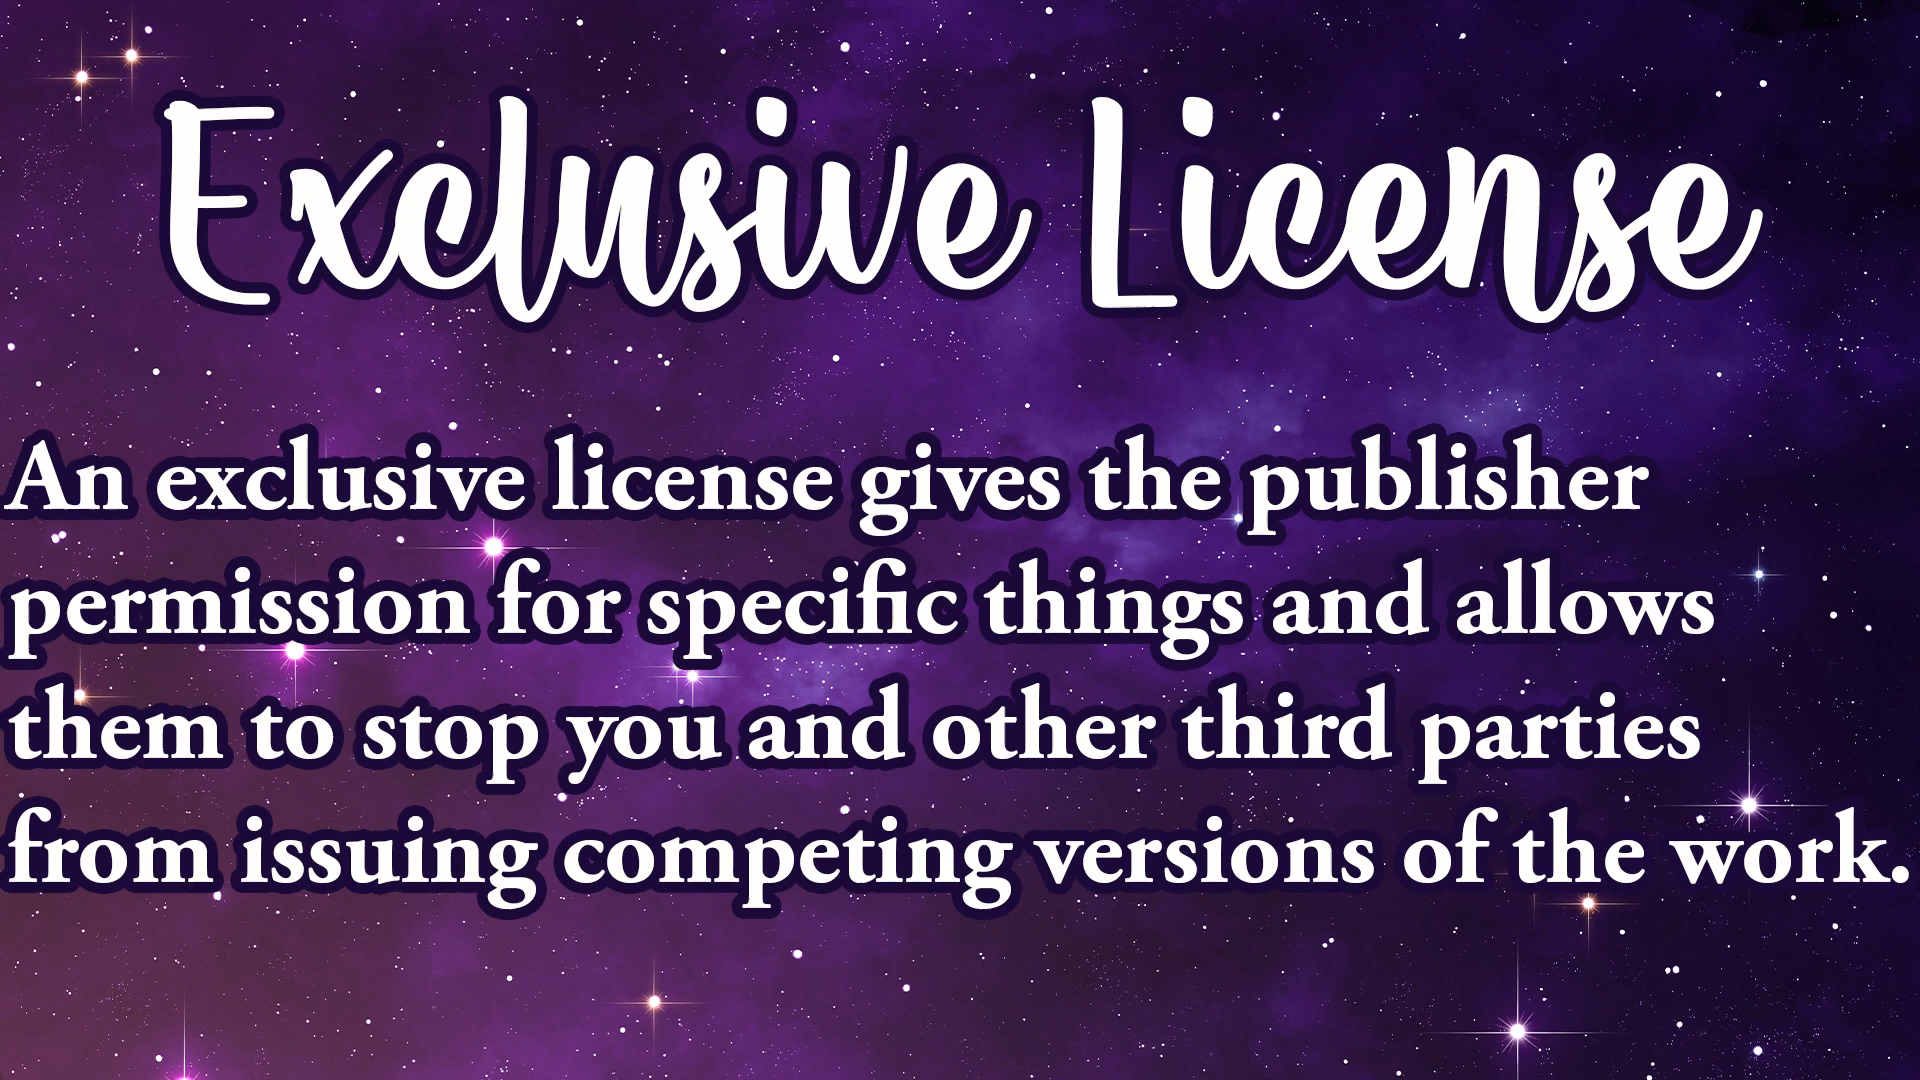 Exclusive License
An exclusive license gives the publisher
permission for specific things and allows
them to stop you and other third parties
from issuing competing versions of the work.